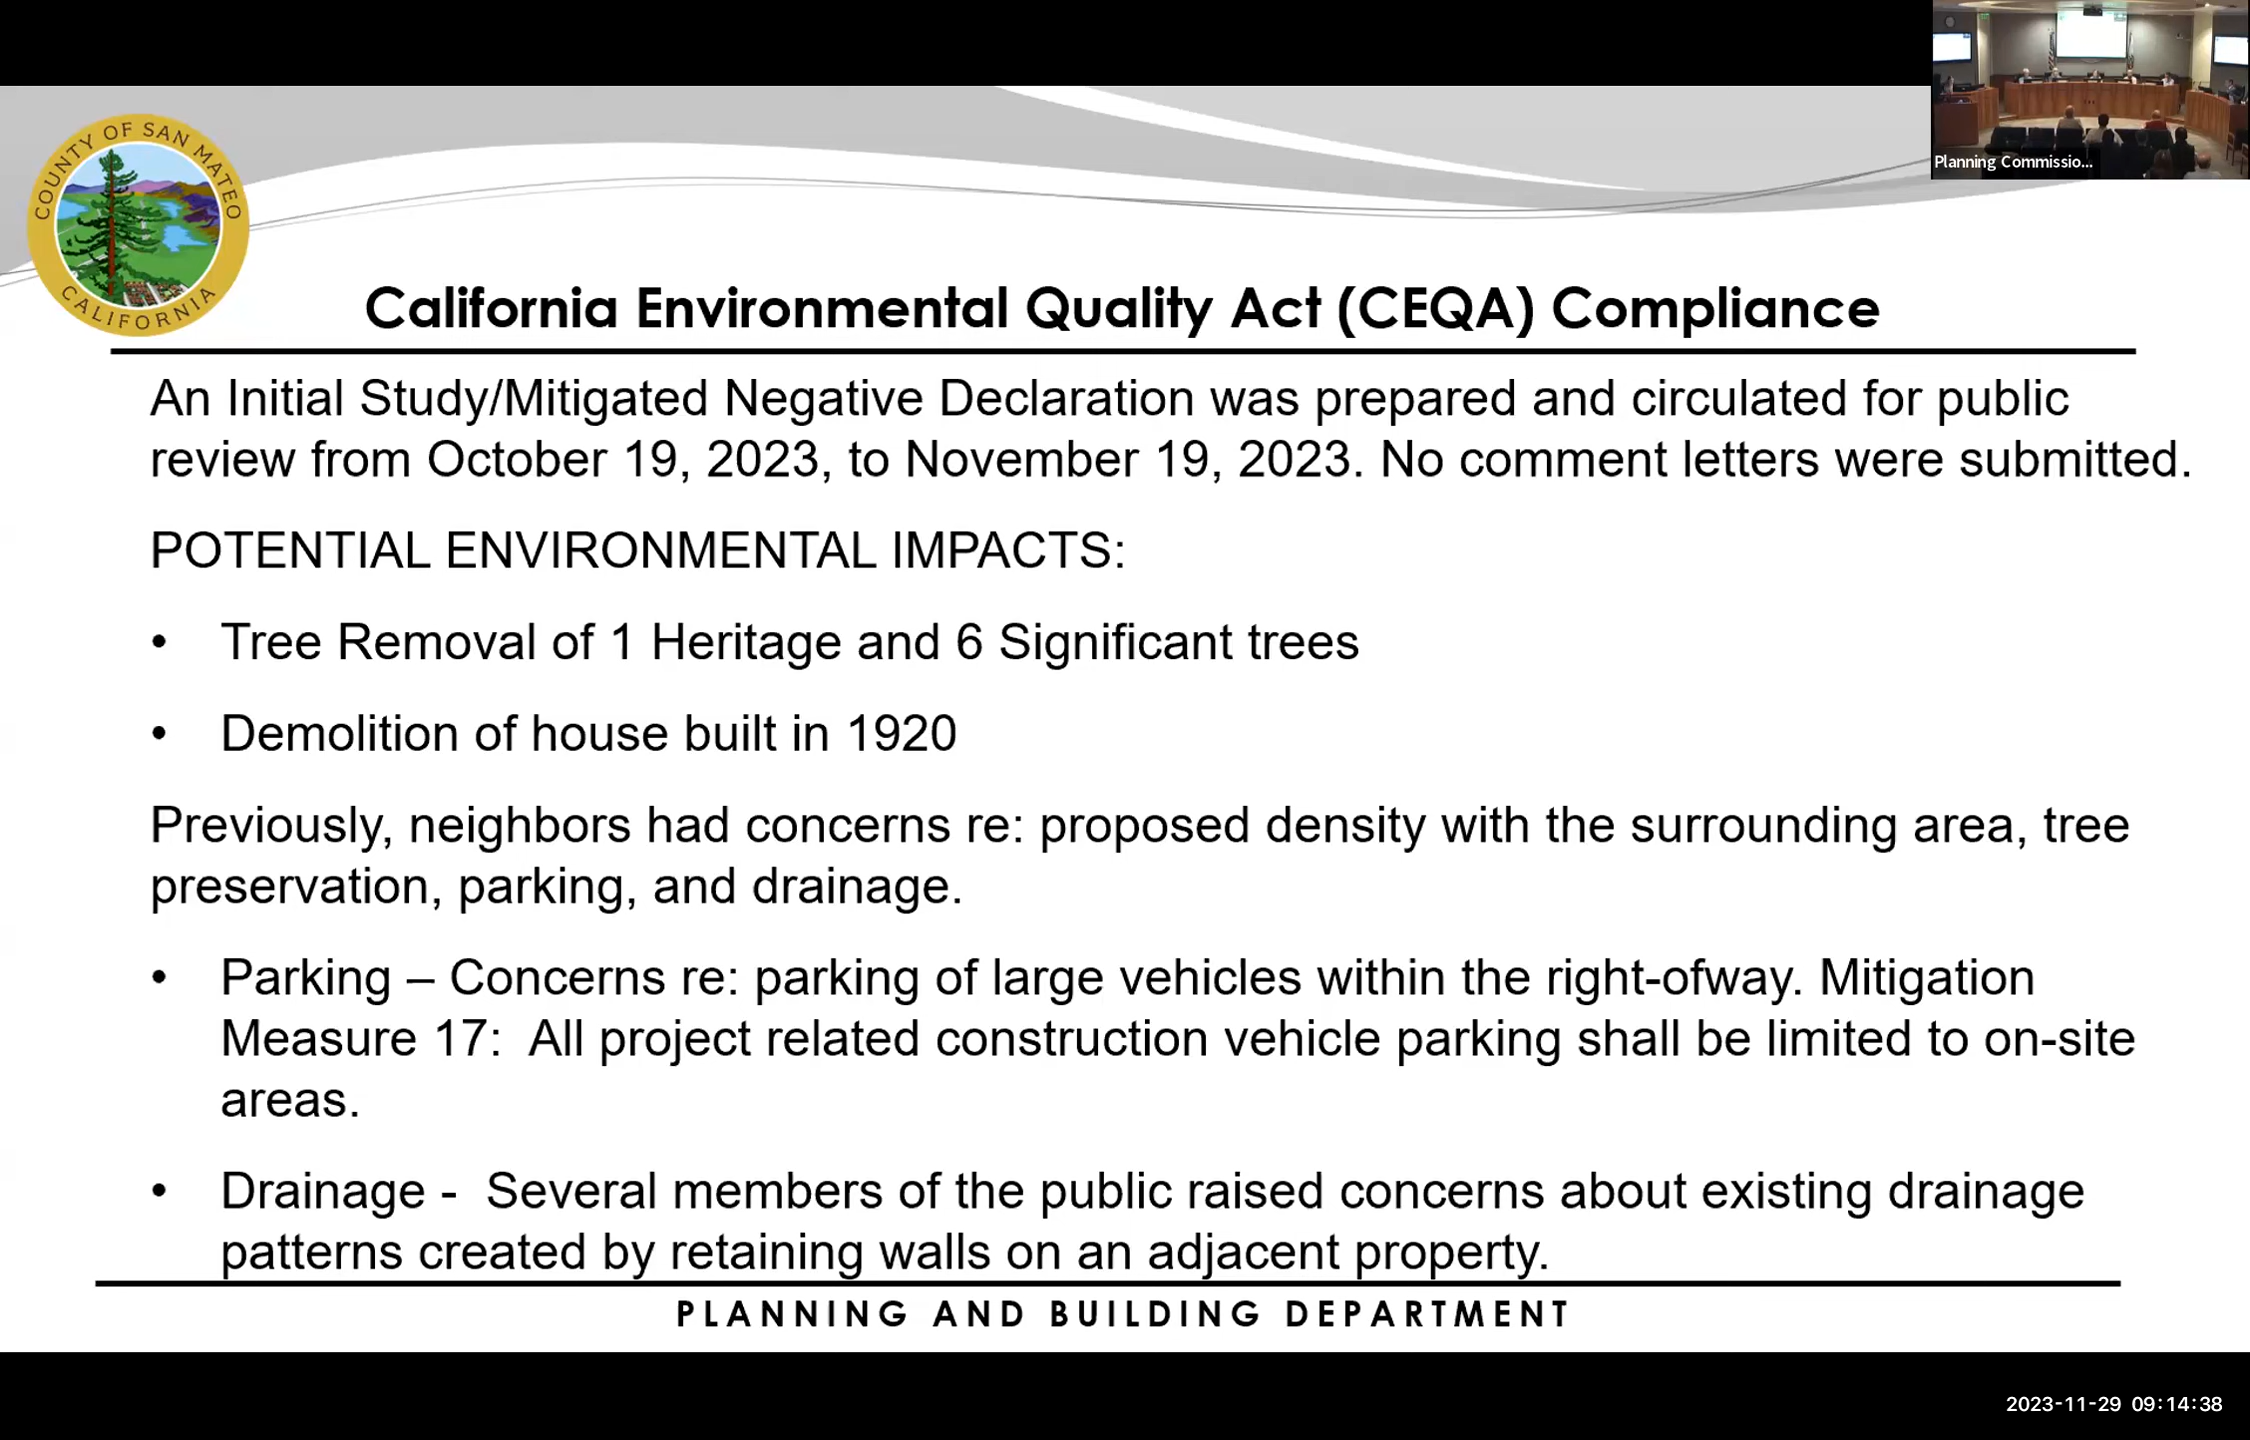 COUNTY OF SAN MATEO
CALIFORNIA
Planning Commissio...
California Environmental Quality Act (CEQA) Compliance
An Initial Study/Mitigated Negative Declaration was prepared and circulated for public
review from October 19, 2023, to November 19, 2023. No comment letters were submitted.
POTENTIAL ENVIRONMENTAL IMPACTS:
• Tree Removal of 1 Heritage and 6 Significant trees
• Demolition of house built in 1920
Previously, neighbors had concerns re: proposed density with the surrounding area, tree
preservation, parking, and drainage.
• Parking – Concerns re: parking of large vehicles within the right-ofway. Mitigation
Measure 17:  All project related construction vehicle parking shall be limited to on-site
areas.
• Drainage -  Several members of the public raised concerns about existing drainage
patterns created by retaining walls on an adjacent property.
PLANNING AND BUILDING DEPARTMENT
2023-11-29 09:14:38